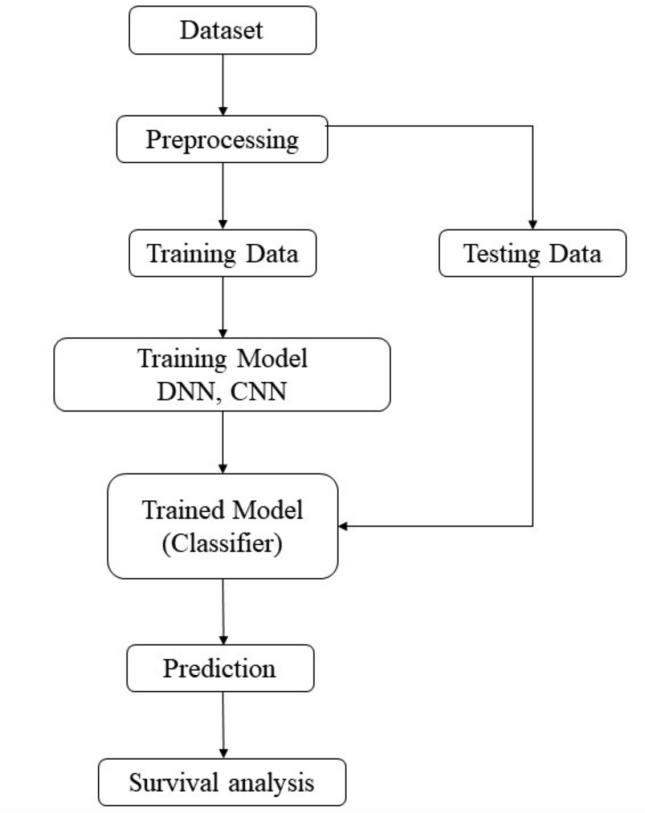 Dataset
Preprocessing
Training Data
Testing Data
Training Model
DNN, CNN
Trained Model
(Classifier)
Prediction
Survival analysis